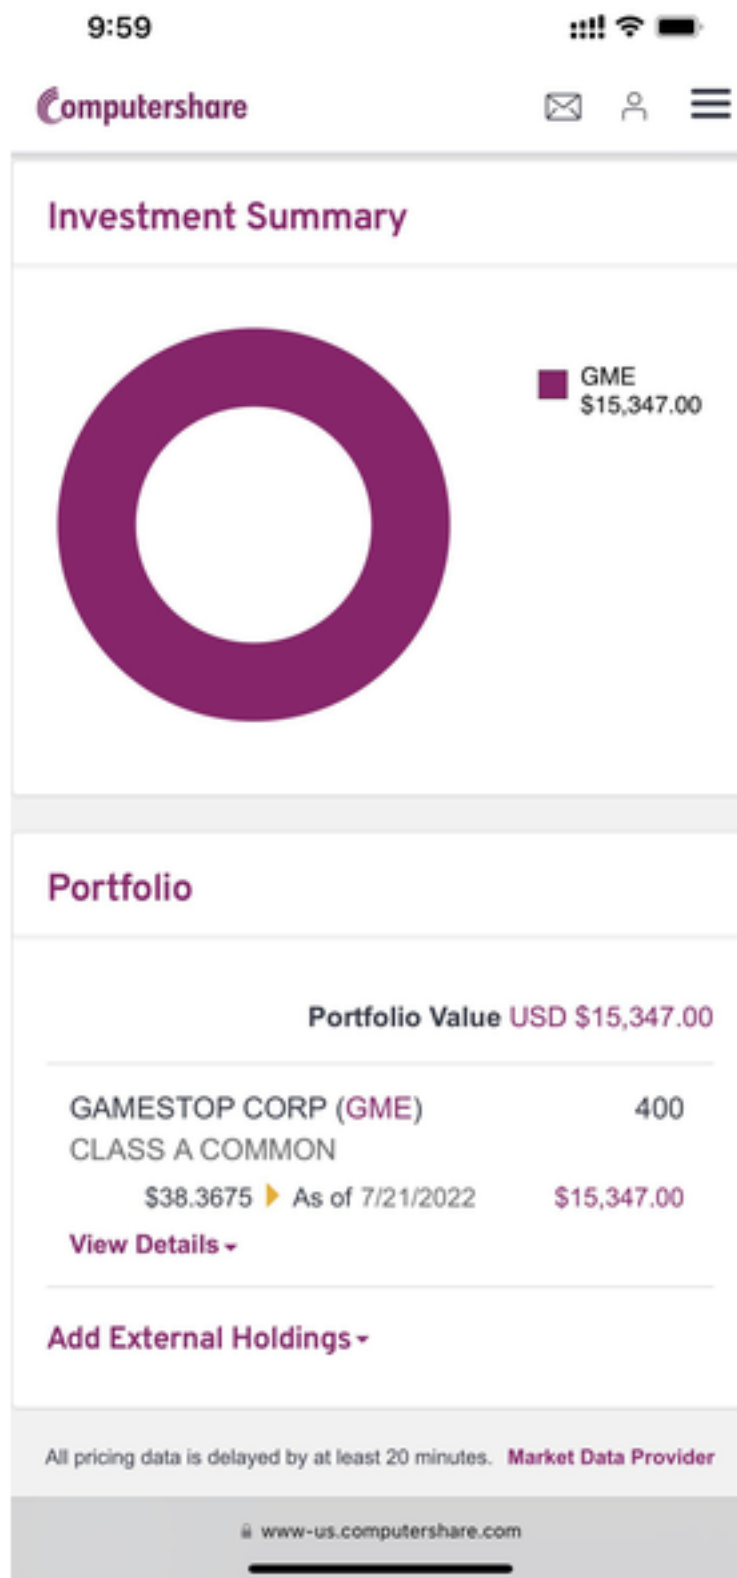 9:59
Computershare
Investment Summary
GME
$15,347.00
Portfolio
Portfolio Value USD $15,347.00
GAMESTOP CORP (GME) 400
CLASS A COMMON
$38.3675 As of 7/21/2022 $15,347.00
View Details
Add External Holdings
All pricing data is delayed by at least 20 minutes. Market Data Provider
www-us.computershare.com